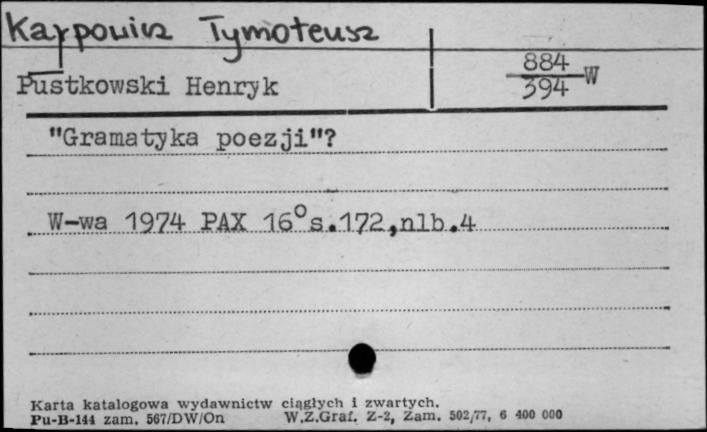 Karpowicz Tymoteusz
Pustkowski Henryk
884
394 W
"Gramatyka poezji"?
W-wa 1974 PAX 16° s.172,nlb.4
Karta katalogowa wydawnictw ciągłych i zwartych.
Pu-B-144 zam. 567/DW/On W.Z.Graf. Z-2, Zam. 502/77, 6 400 000